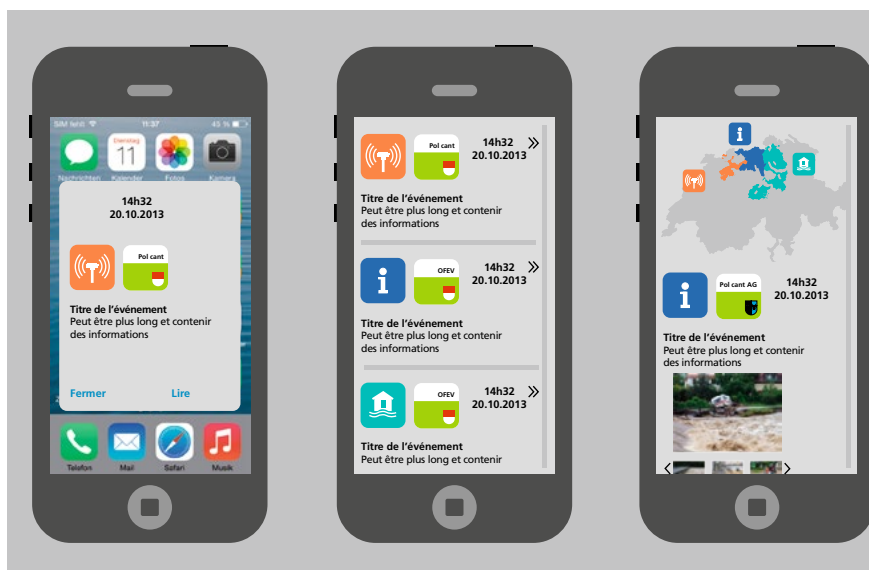 SIM fehlt
11:37
43 %
Dienstag
11
Nachrichten
Kalender
Fotos
Kamera
14h32
20.10.2013
Pol cant
Titre de l'événement
Peut être plus long et contenir
des informations
Fermer
Lire
Telefon
Mail
Safari
Musik
Pol cant
14h32
20.10.2013
Titre de l'événement
Peut être plus long et contenir
des informations
i
OFEV
14h32
20.10.2013
Titre de l'événement
Peut être plus long et contenir
des informations
OFEV
14h32
20.10.2013
Titre de l'événement
Peut être plus long et contenir
i
i
Pol cant AG
14h32
20.10.2013
Titre de l'événement
Peut être plus long et contenir
des informations